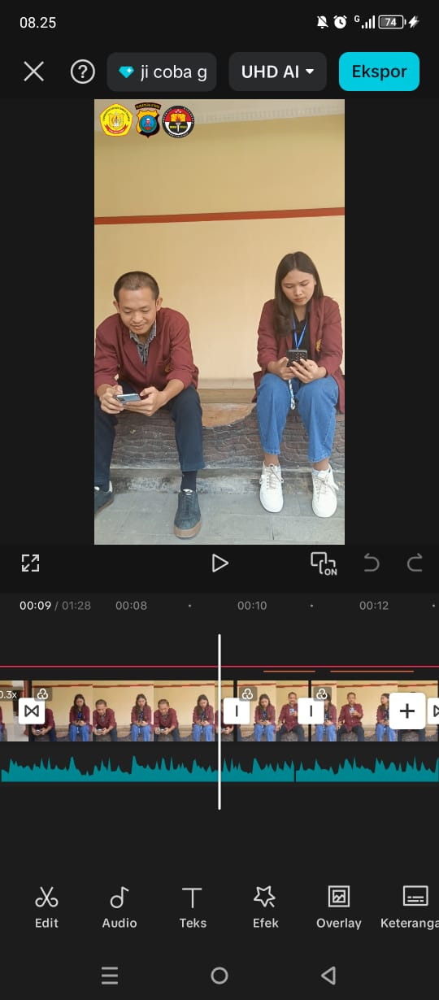 08.25
G
74
ji coba g
UHD AI
Ekspor
ON
00:09 / 01:28
00:08
00:10
00:12
0.3x
Edit
Audio
Teks
Efek
Overlay
Keteranga